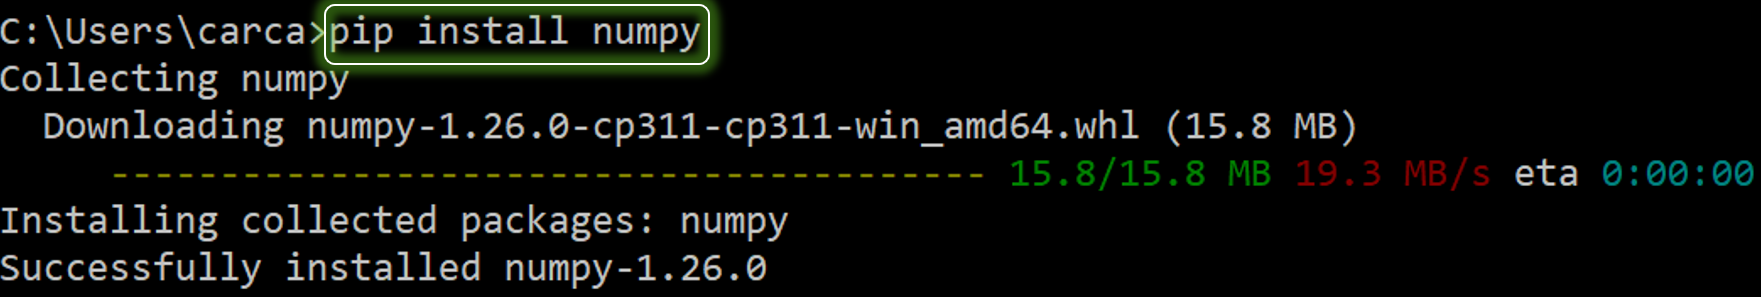 C:\Users\carca>pip install numpy
Collecting numpy
  Downloading numpy-1.26.0-cp311-cp311-win_amd64.whl (15.8 MB)
     ---------------------------------------- 15.8/15.8 MB 19.3 MB/s eta 0:00:00
Installing collected packages: numpy
Successfully installed numpy-1.26.0